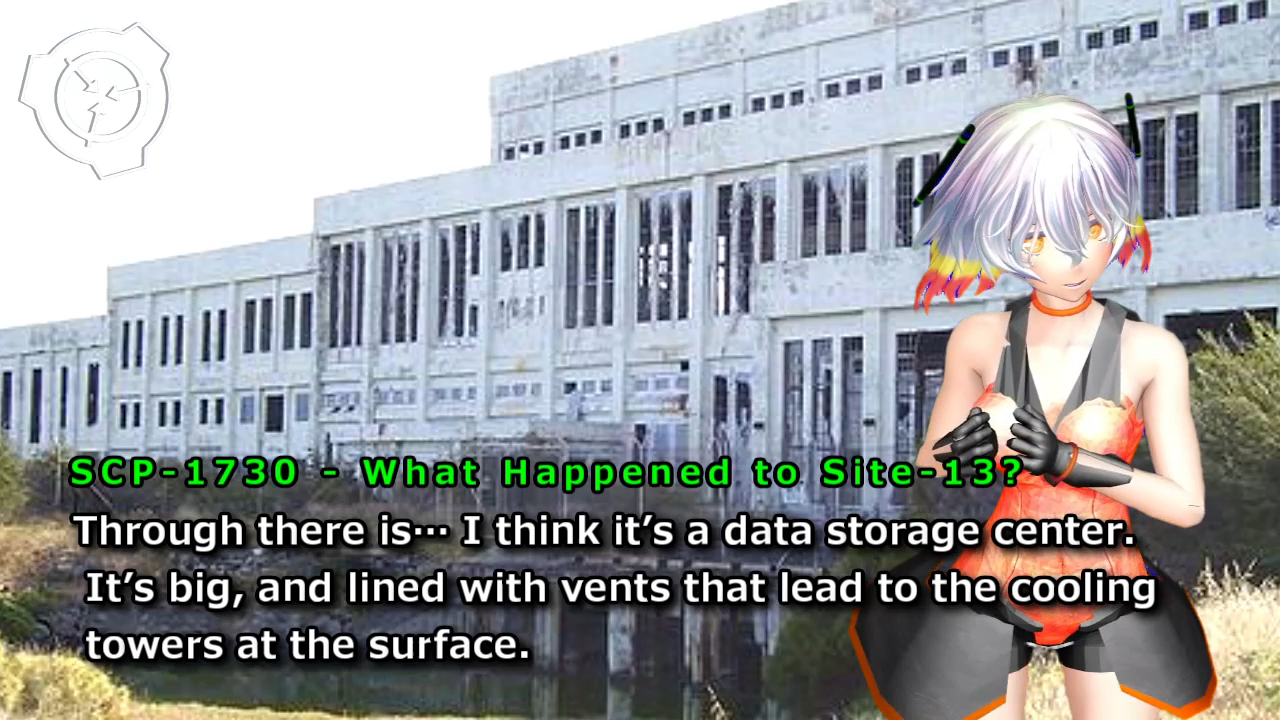 SCP-1730 - What Happened to Site-13?
Through there is… I think it’s a data storage center.
It’s big, and lined with vents that lead to the cooling
towers at the surface.